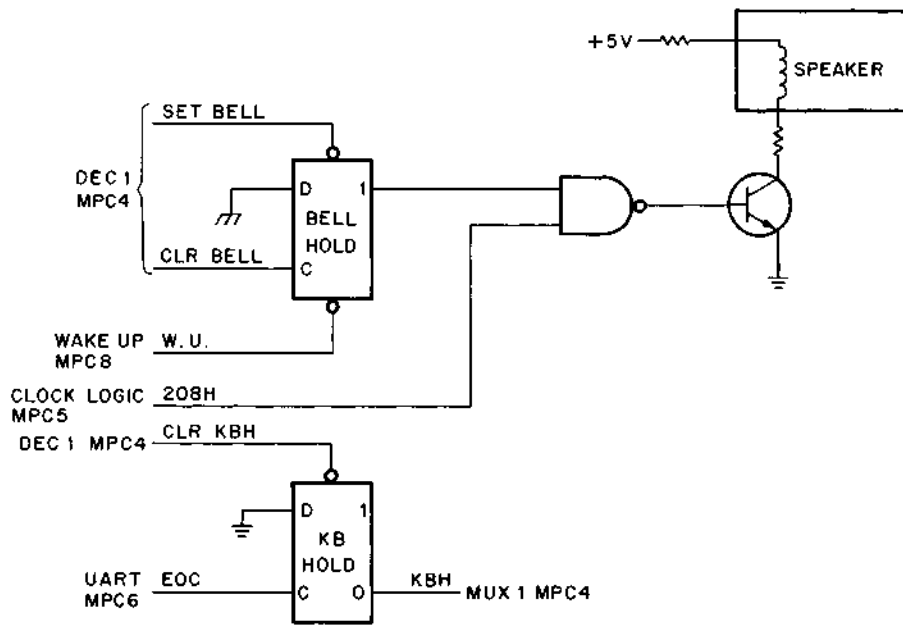 +5V
SPEAKER
SET BELL
DEC 1
MPC4
D 1
BELL
HOLD
CLR BELL
C
WAKE UP W.U.
MPC8
CLOCK LOGIC 208H
MPC5
DEC 1 MPC4 CLR KBH
D 1
KB
HOLD
UART EOC
MPC6
C O
KBH
MUX 1 MPC4